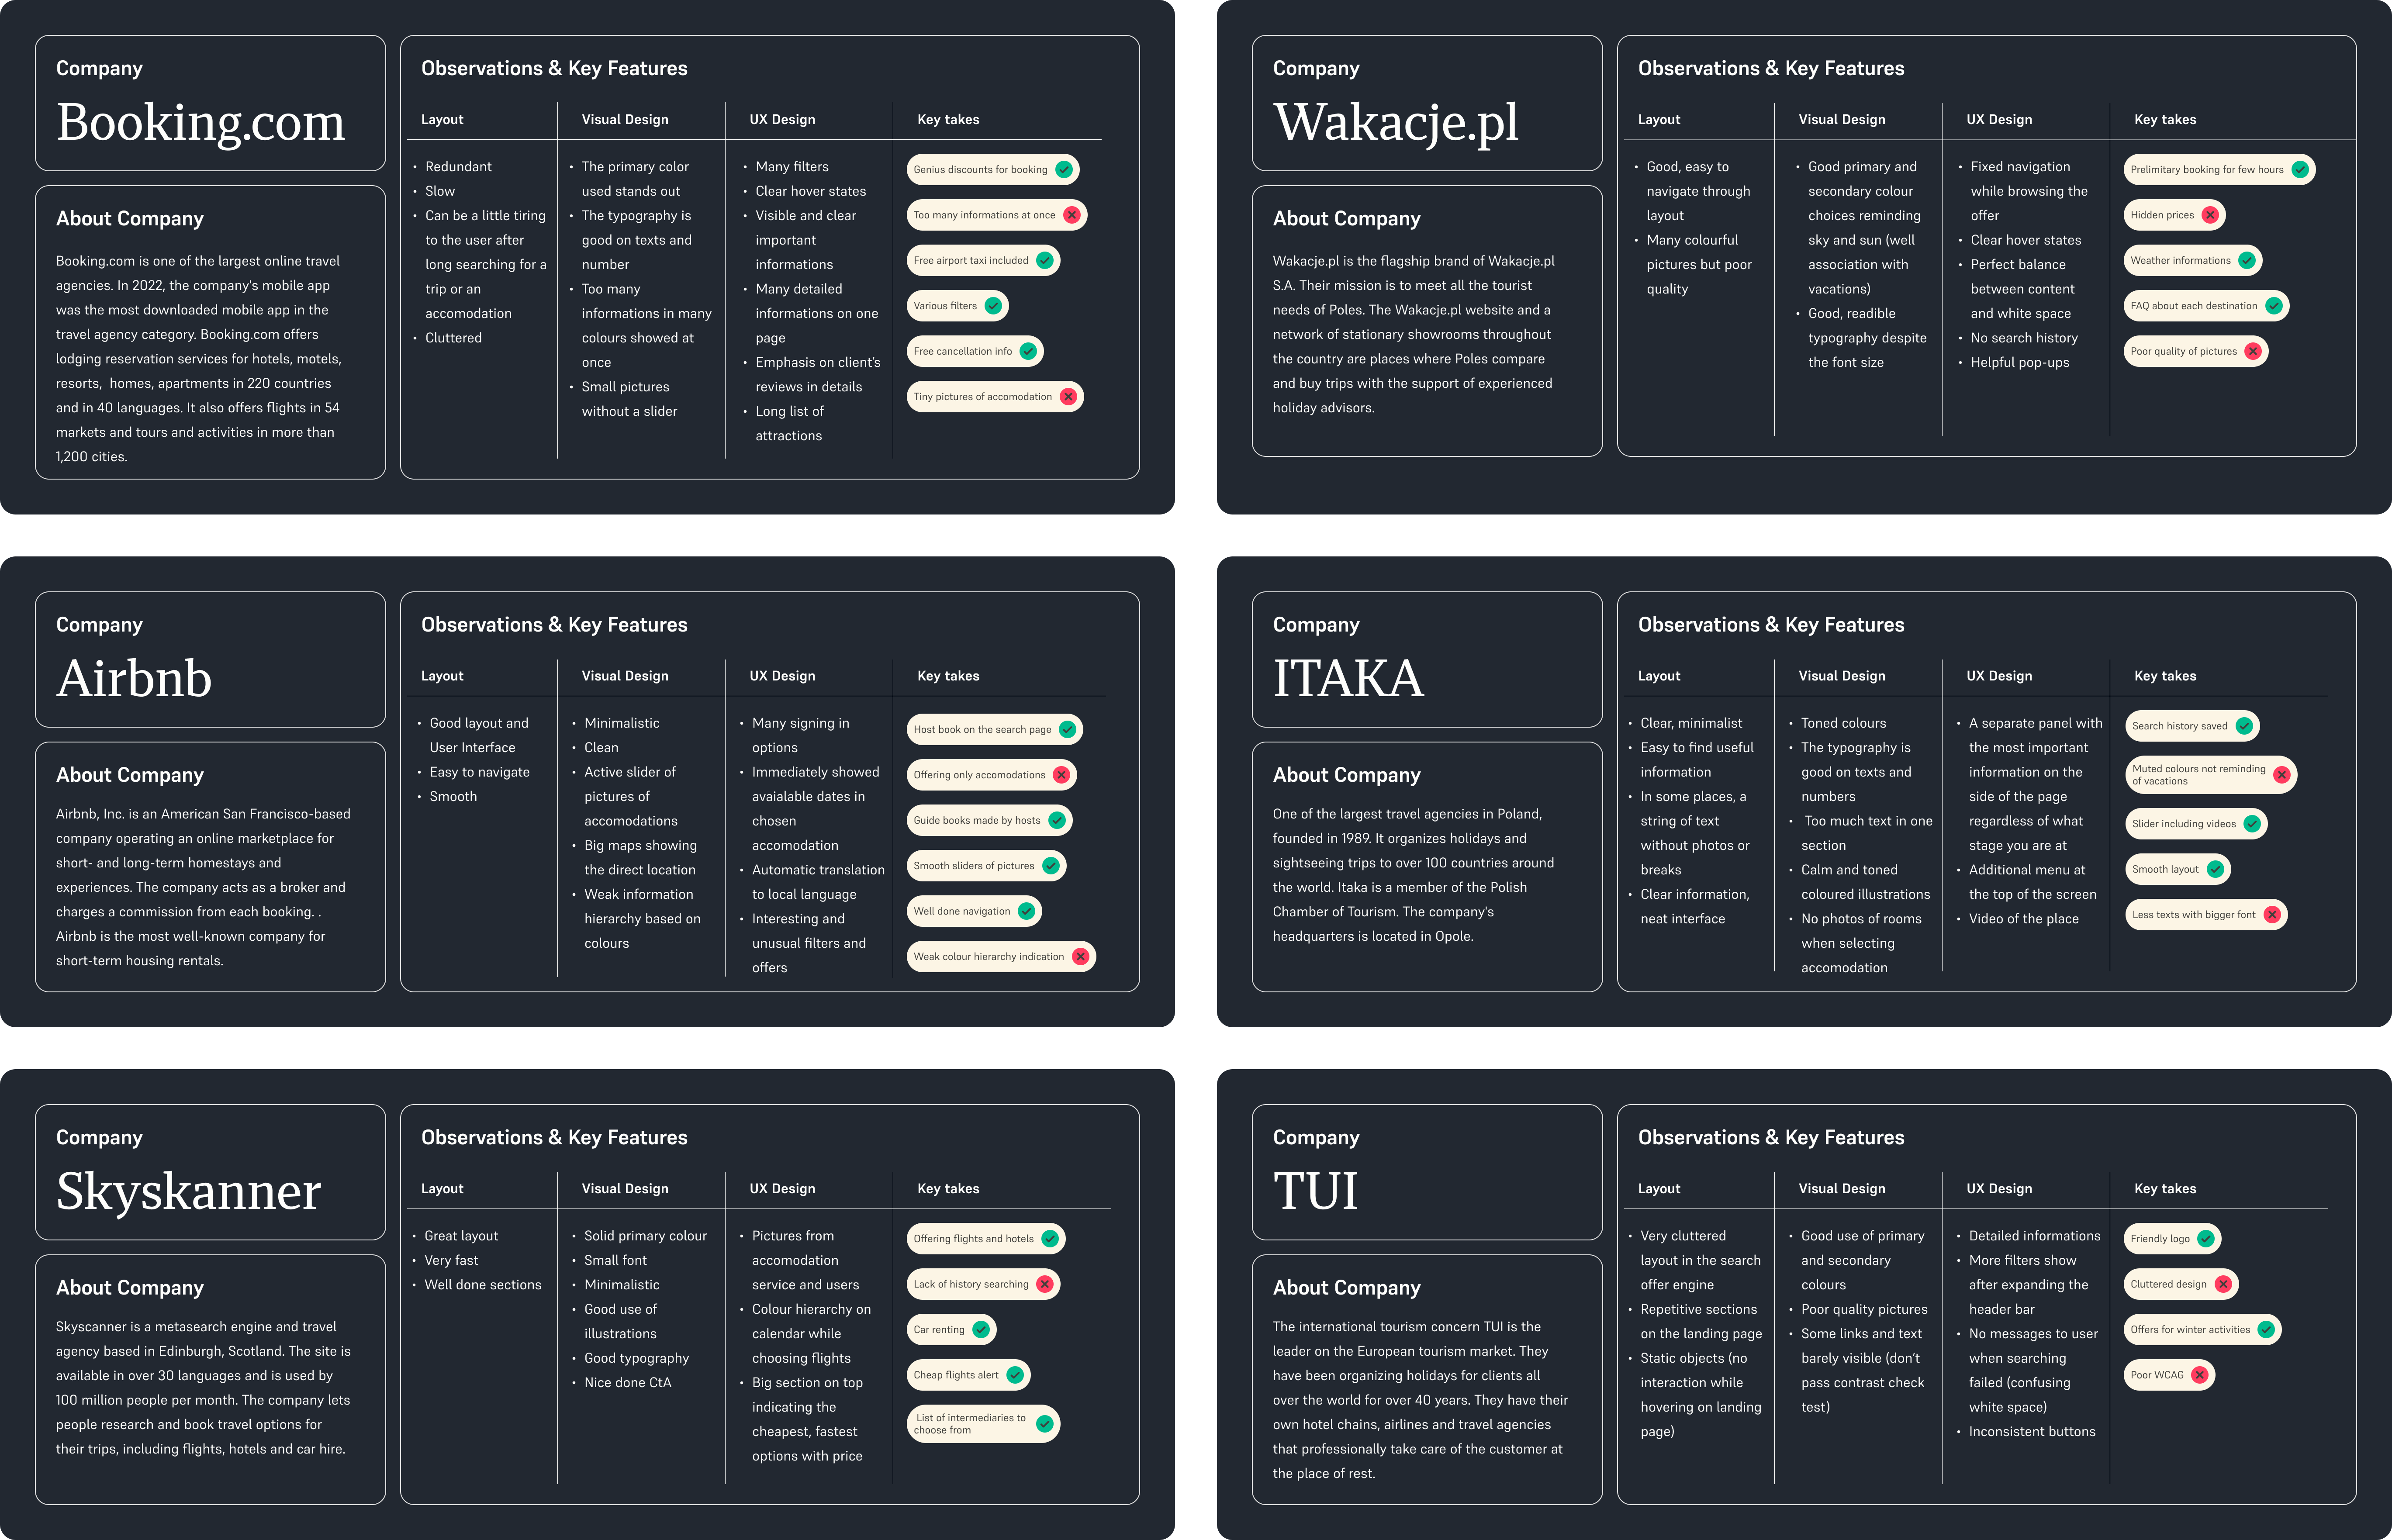 Company
Booking.com
About Company
Booking.com is one of the largest online travel
agencies. In 2022, the company's mobile app
was the most downloaded mobile app in the
travel agency category. Booking.com offers
lodging reservation services for hotels, motels,
resorts,  homes, apartments in 220 countries
and in 40 languages. It also offers flights in 54
markets and tours and activities in more than
1,200 cities.
Observations & Key Features
Layout
• Redundant
• Slow
• Can be a little tiring
to the user after
long searching for a
trip or an
accomodation
• Cluttered
Visual Design
• The primary color
used stands out
• The typography is
good on texts and
number
• Too many
informations in many
colours showed at
once
• Small pictures
without a slider
UX Design
• Many filters
• Clear hover states
• Visible and clear
important
informations
• Many detailed
informations on one
page
• Emphasis on client's
reviews in details
• Long list of
attractions
Key takes
Genius discounts for booking
Too many informations at once
Free airport taxi included
Various filters
Free cancellation info
Tiny pictures of accomodation
Company
Wakacje.pl
About Company
Wakacje.pl is the flagship brand of Wakacje.pl
S.A. Their mission is to meet all the tourist
needs of Poles. The Wakacje.pl website and a
network of stationary showrooms throughout
the country are places where Poles compare
and buy trips with the support of experienced
holiday advisors.
Observations & Key Features
Layout
• Good, easy to
navigate through
layout
• Many colourful
pictures but poor
quality
Visual Design
• Good primary and
secondary colour
choices reminding
sky and sun (well
association with
vacations)
• Good, readible
typography despite
the font size
UX Design
• Fixed navigation
while browsing the
offer
• Clear hover states
• Perfect balance
between content
and white space
• No search history
• Helpful pop-ups
Key takes
Prelimitary booking for few hours
Hidden prices
Weather informations
FAQ about each destination
Poor quality of pictures
Company
Airbnb
About Company
Airbnb, Inc. is an American San Francisco-based
company operating an online marketplace for
short- and long-term homestays and
experiences. The company acts as a broker and
charges a commission from each booking. .
Airbnb is the most well-known company for
short-term housing rentals.
Observations & Key Features
Layout
• Good layout and
User Interface
• Easy to navigate
• Smooth
Visual Design
• Minimalistic
• Clean
• Active slider of
pictures of
accomodations
• Big maps showing
the direct location
• Weak information
hierarchy based on
colours
UX Design
• Many signing in
options
• Immediately showed
avaialable dates in
chosen
accomodation
• Automatic translation
to local language
• Interesting and
unusual filters and
offers
Key takes
Host book on the search page
Offering only accomodations
Guide books made by hosts
Smooth sliders of pictures
Well done navigation
Weak colour hierarchy indication
Company
ITAKA
About Company
One of the largest travel agencies in Poland,
founded in 1989. It organizes holidays and
sightseeing trips to over 100 countries around
the world. Itaka is a member of the Polish
Chamber of Tourism. The company's
headquarters is located in Opole.
Observations & Key Features
Layout
• Clear, minimalist
• Easy to find useful
information
• In some places, a
string of text
without photos or
breaks
• Clear information,
neat interface
Visual Design
• Toned colours
• The typography is
good on texts and
numbers
• Too much text in one
section
• Calm and toned
coloured illustrations
• No photos of rooms
when selecting
accomodation
UX Design
• A separate panel with
the most important
information on the
side of the page
regardless of what
stage you are at
• Additional menu at
the top of the screen
• Video of the place
Key takes
Search history saved
Muted colours not reminding
of vacations
Slider including videos
Smooth layout
Less texts with bigger font
Company
Skyskanner
About Company
Skyscanner is a metasearch engine and travel
agency based in Edinburgh, Scotland. The site is
available in over 30 languages and is used by
100 million people per month. The company lets
people research and book travel options for
their trips, including flights, hotels and car hire.
Observations & Key Features
Layout
• Great layout
• Very fast
• Well done sections
Visual Design
• Solid primary colour
• Small font
• Minimalistic
• Good use of
illustrations
• Good typography
• Nice done CtA
UX Design
• Pictures from
accomodation
service and users
• Colour hierarchy on
calendar while
choosing flights
• Big section on top
indicating the
cheapest, fastest
options with price
Key takes
Offering flights and hotels
Lack of history searching
Car renting
Cheap flights alert
List of intermediaries to
choose from
Company
TUI
About Company
The international tourism concern TUI is the
leader on the European tourism market. They
have been organizing holidays for clients all
over the world for over 40 years. They have their
own hotel chains, airlines and travel agencies
that professionally take care of the customer at
the place of rest.
Observations & Key Features
Layout
• Very cluttered
layout in the search
offer engine
• Repetitive sections
on the landing page
• Static objects (no
interaction while
hovering on landing
page)
Visual Design
• Good use of primary
and secondary
colours
• Poor quality pictures
• Some links and text
barely visible (don't
pass contrast check
test)
UX Design
• Detailed informations
• More filters show
after expanding the
header bar
• No messages to user
when searching
failed (confusing
white space)
• Inconsistent buttons
Key takes
Friendly logo
Cluttered design
Offers for winter activities
Poor WCAG